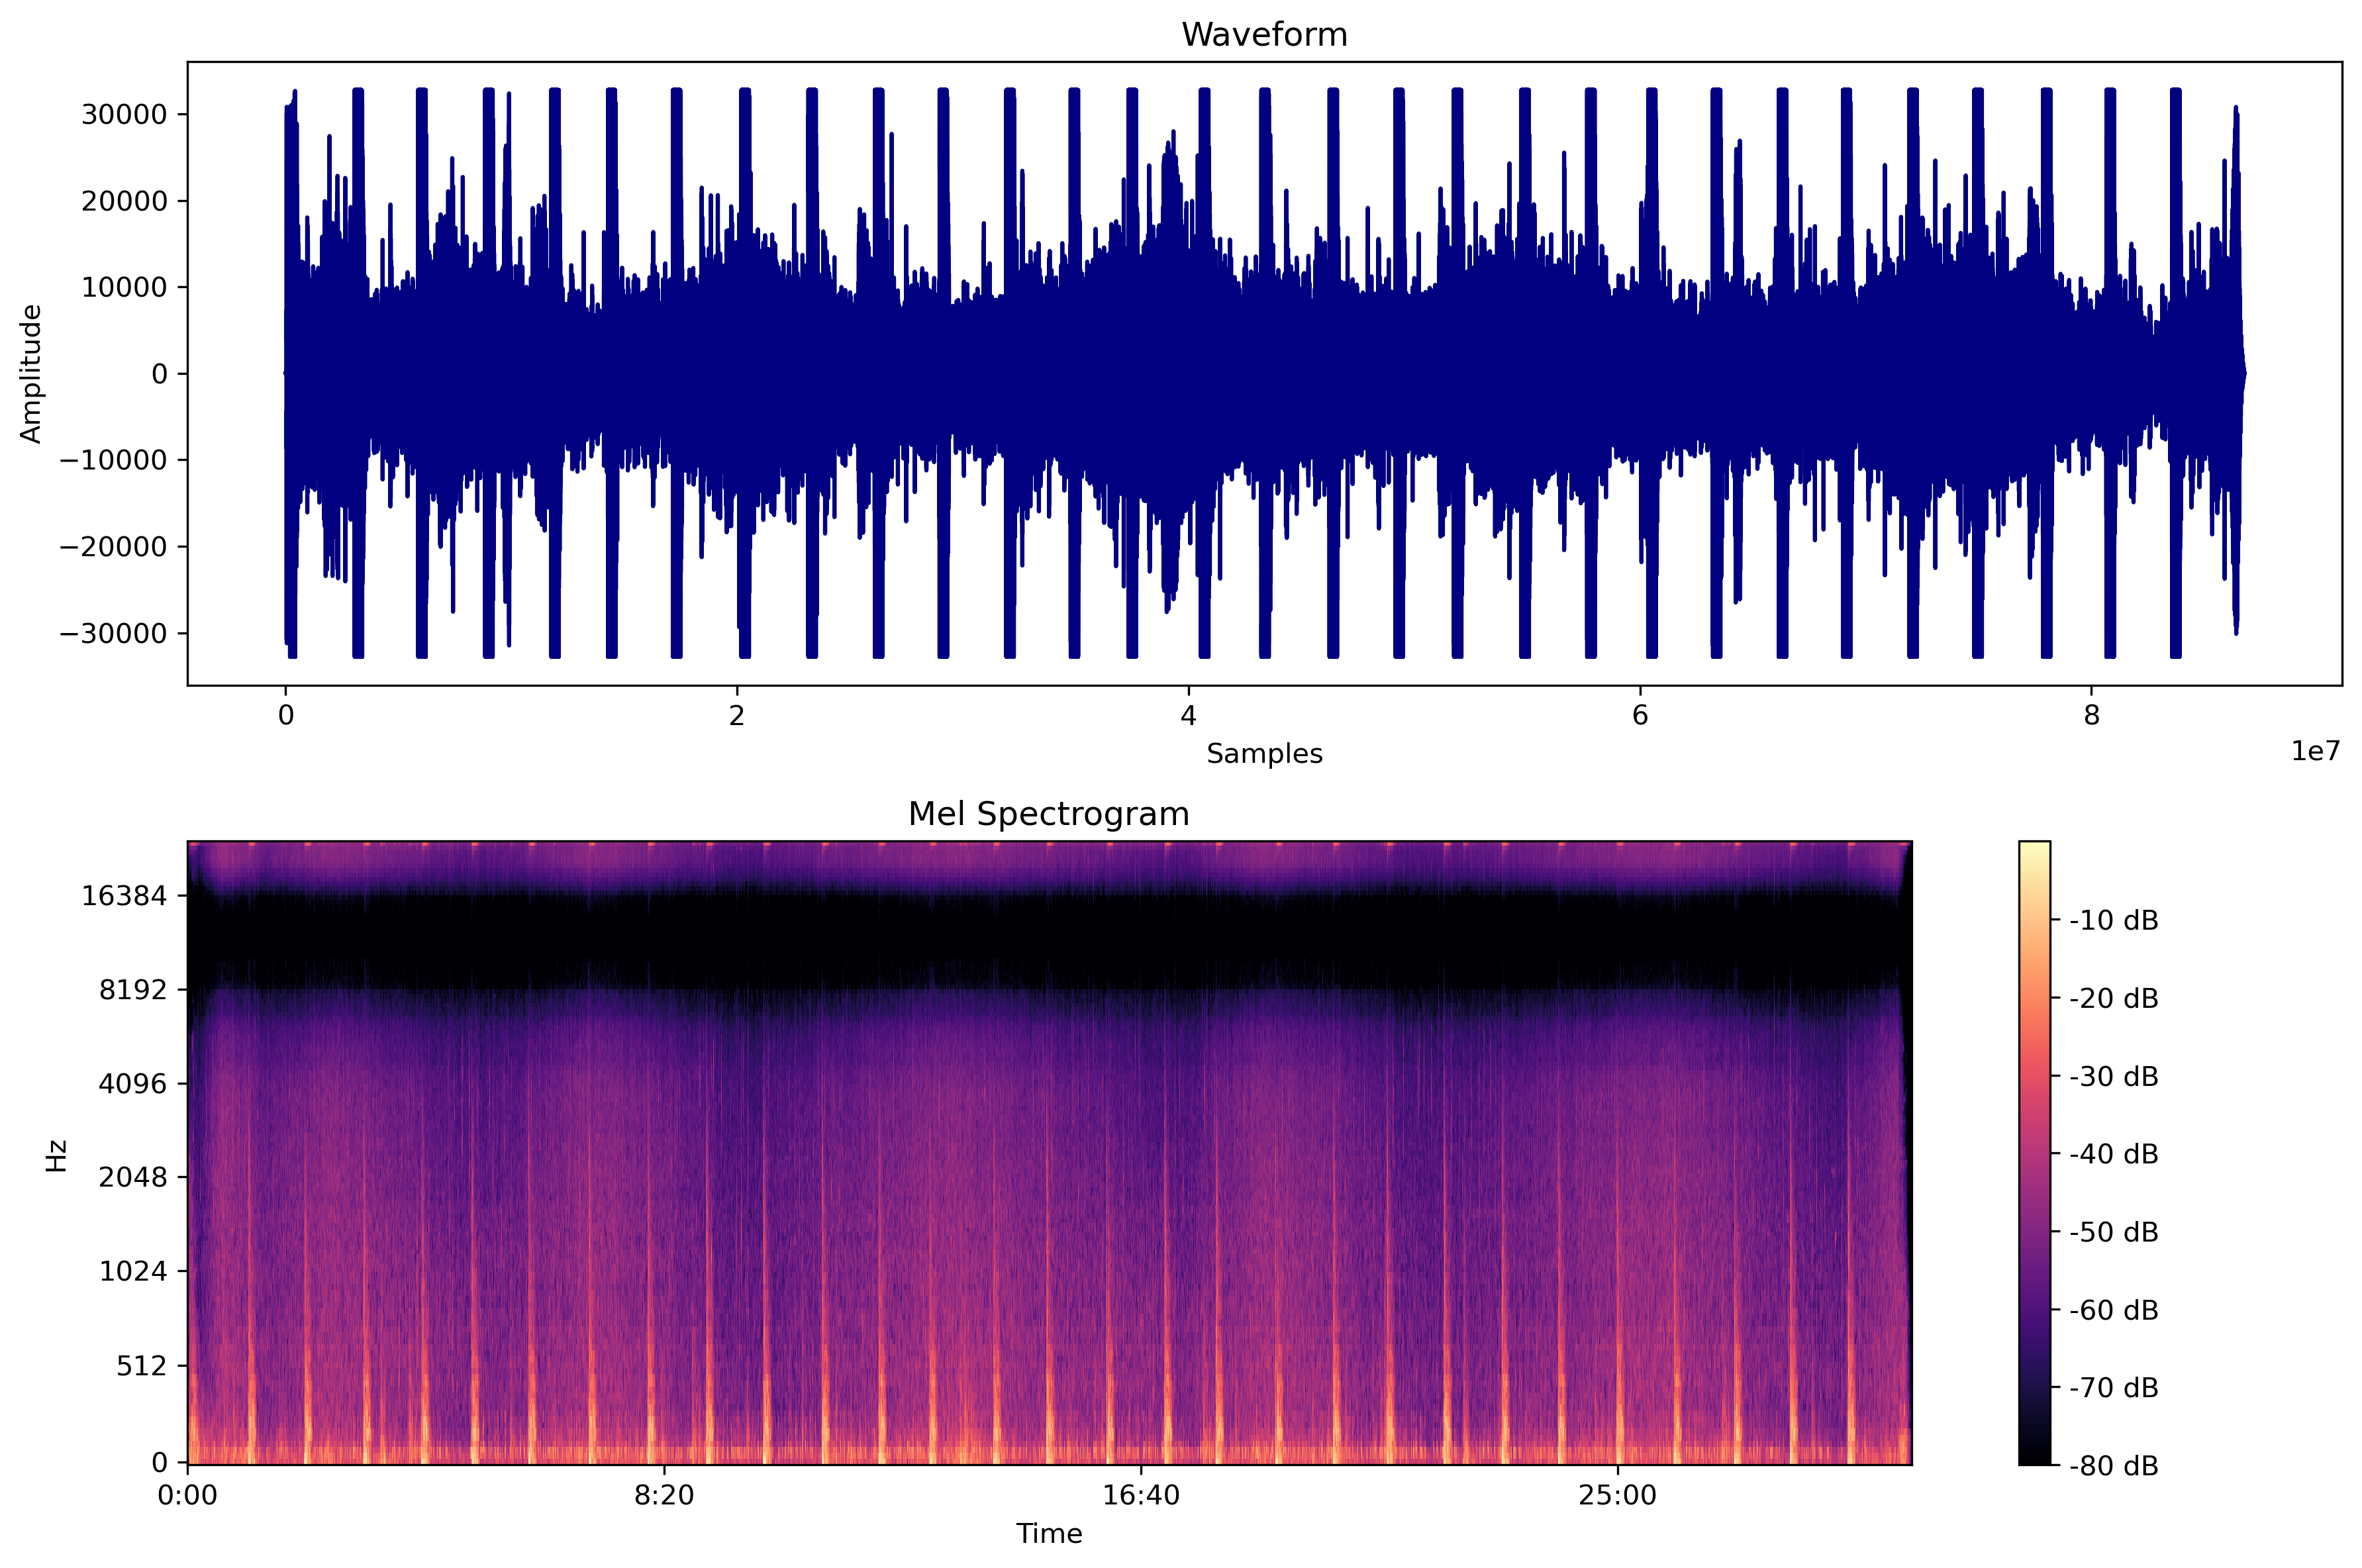 Waveform
30000
20000
10000
0
−10000
−20000
−30000
Amplitude
0 2 4 6 8
1e7
Samples
Mel Spectrogram
16384
8192
4096
2048
1024
512
0
Hz
0:00 8:20 16:40 25:00
Time
-10 dB
-20 dB
-30 dB
-40 dB
-50 dB
-60 dB
-70 dB
-80 dB